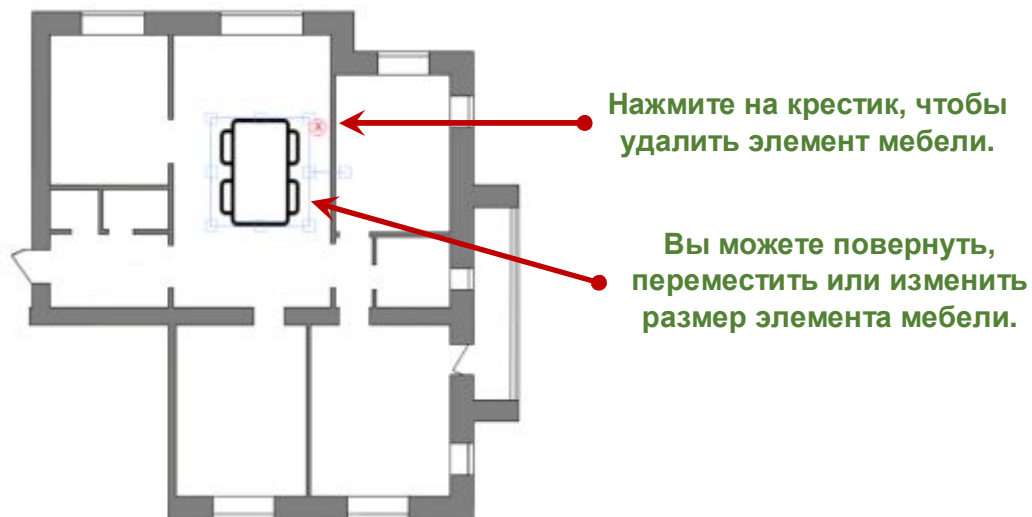 Нажмите на крестик, чтобы
удалить элемент мебели.
Вы можете повернуть,
переместить или изменить
размер элемента мебели.